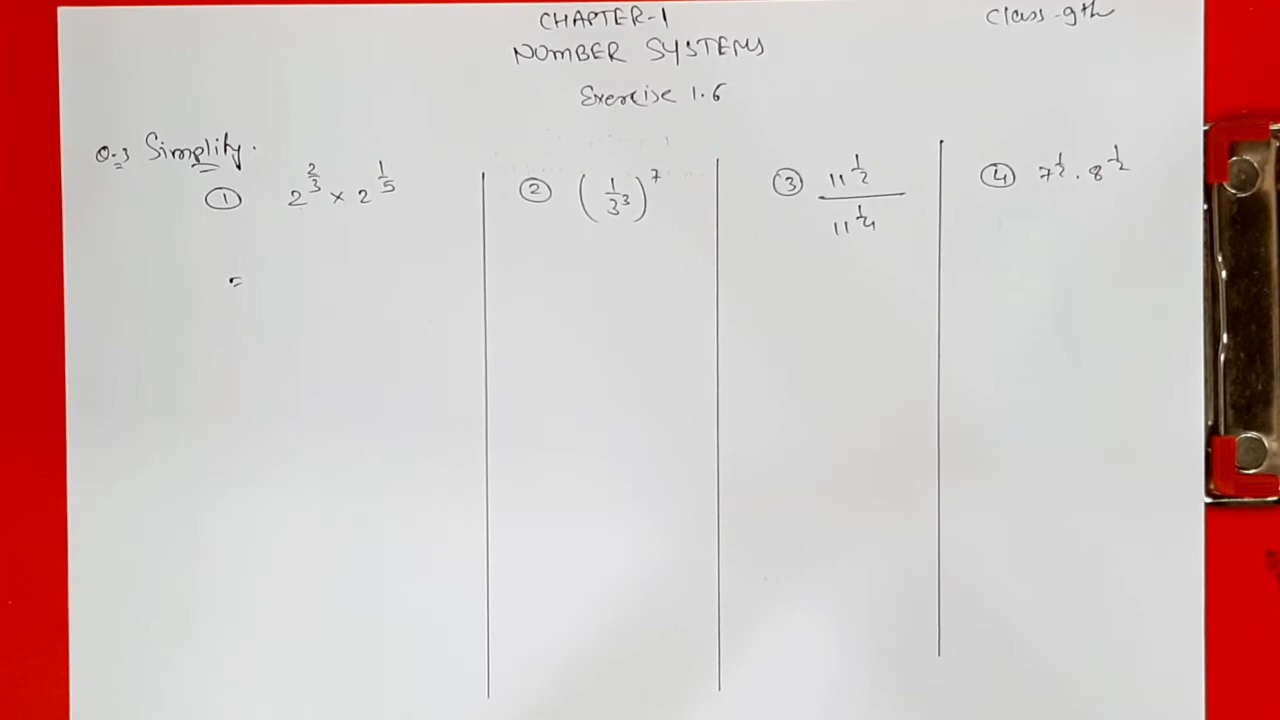 CHAPTER-1
Class-9th
NUMBER SYSTEMS
Exercise 1.6
Q.3 Simplify.
① 2^{2/3} × 2^{1/5}
② (1/3^3)^7
③ 11^{1/2} / 11^{1/4}
④ 7^{1/2} . 8^{1/2}
=